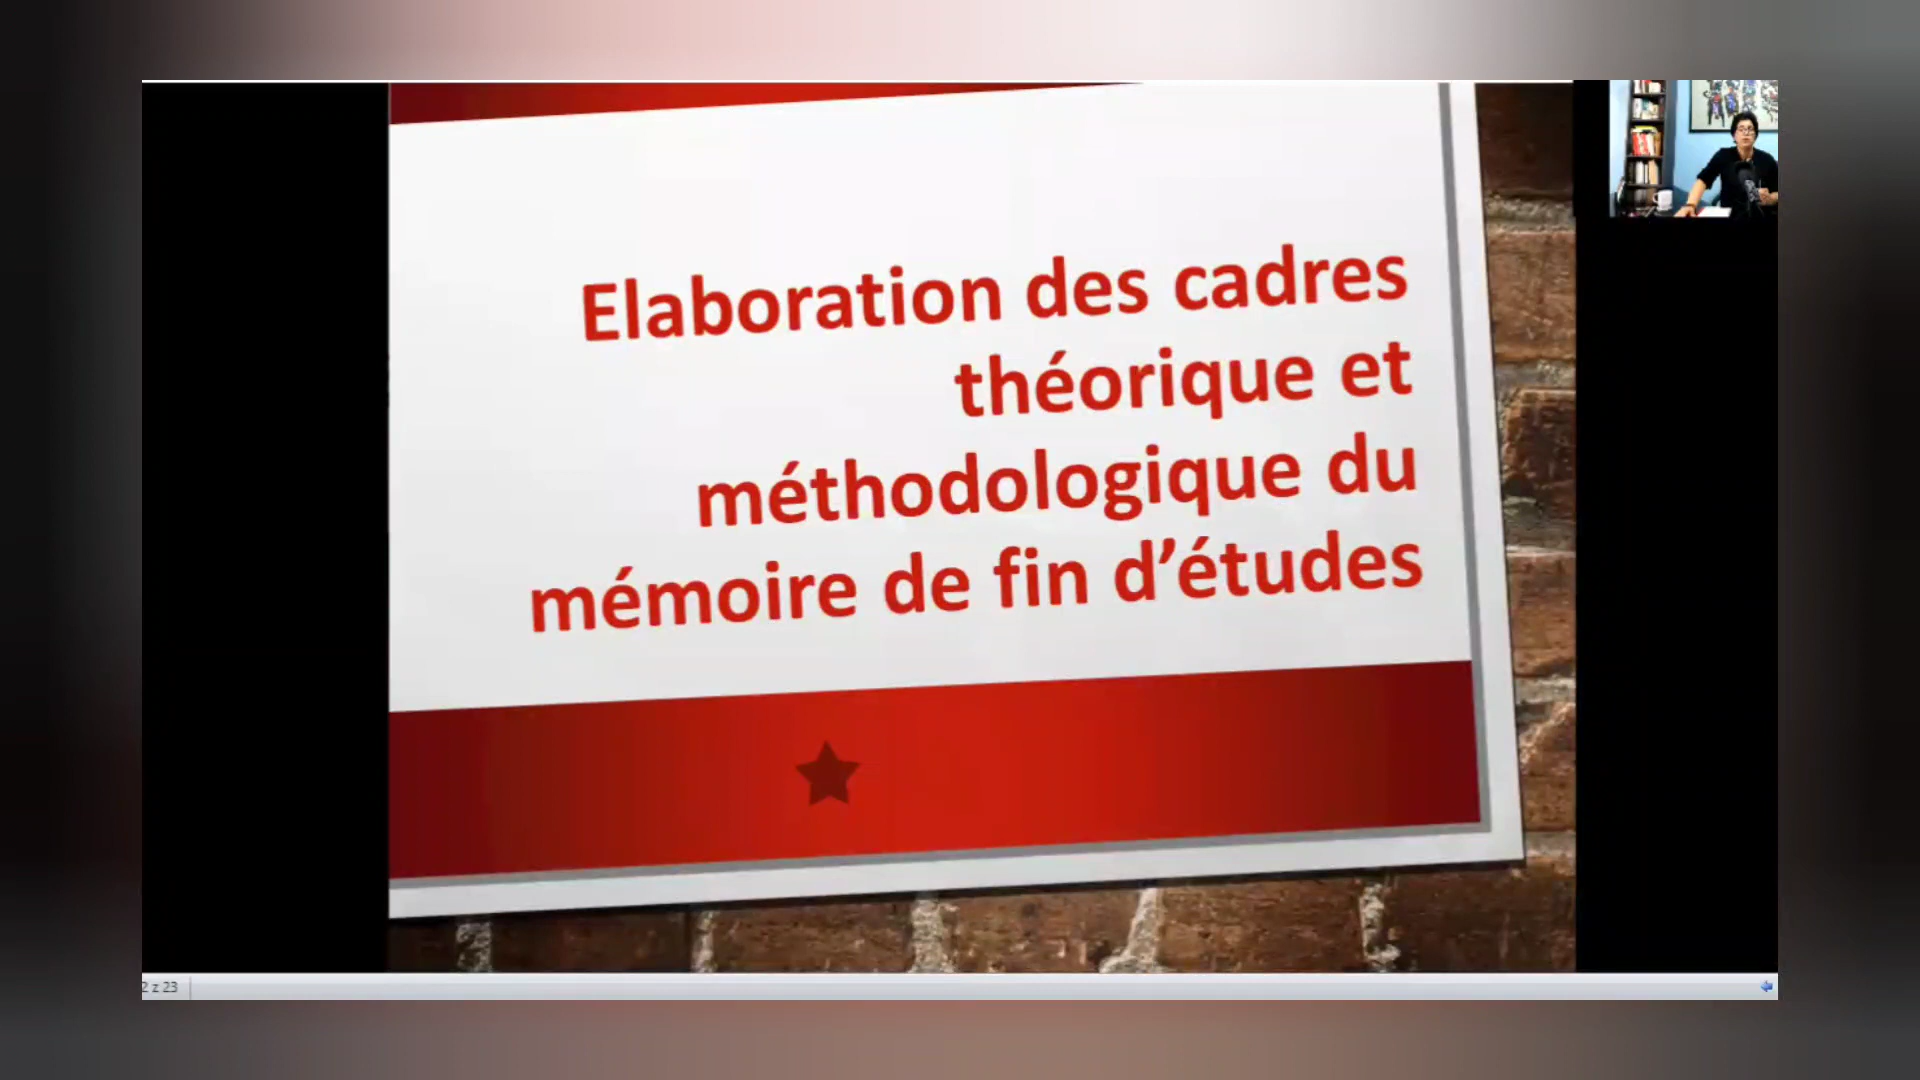 Elaboration des cadres
théorique et
méthodologique du
mémoire de fin d’études
2 z 23